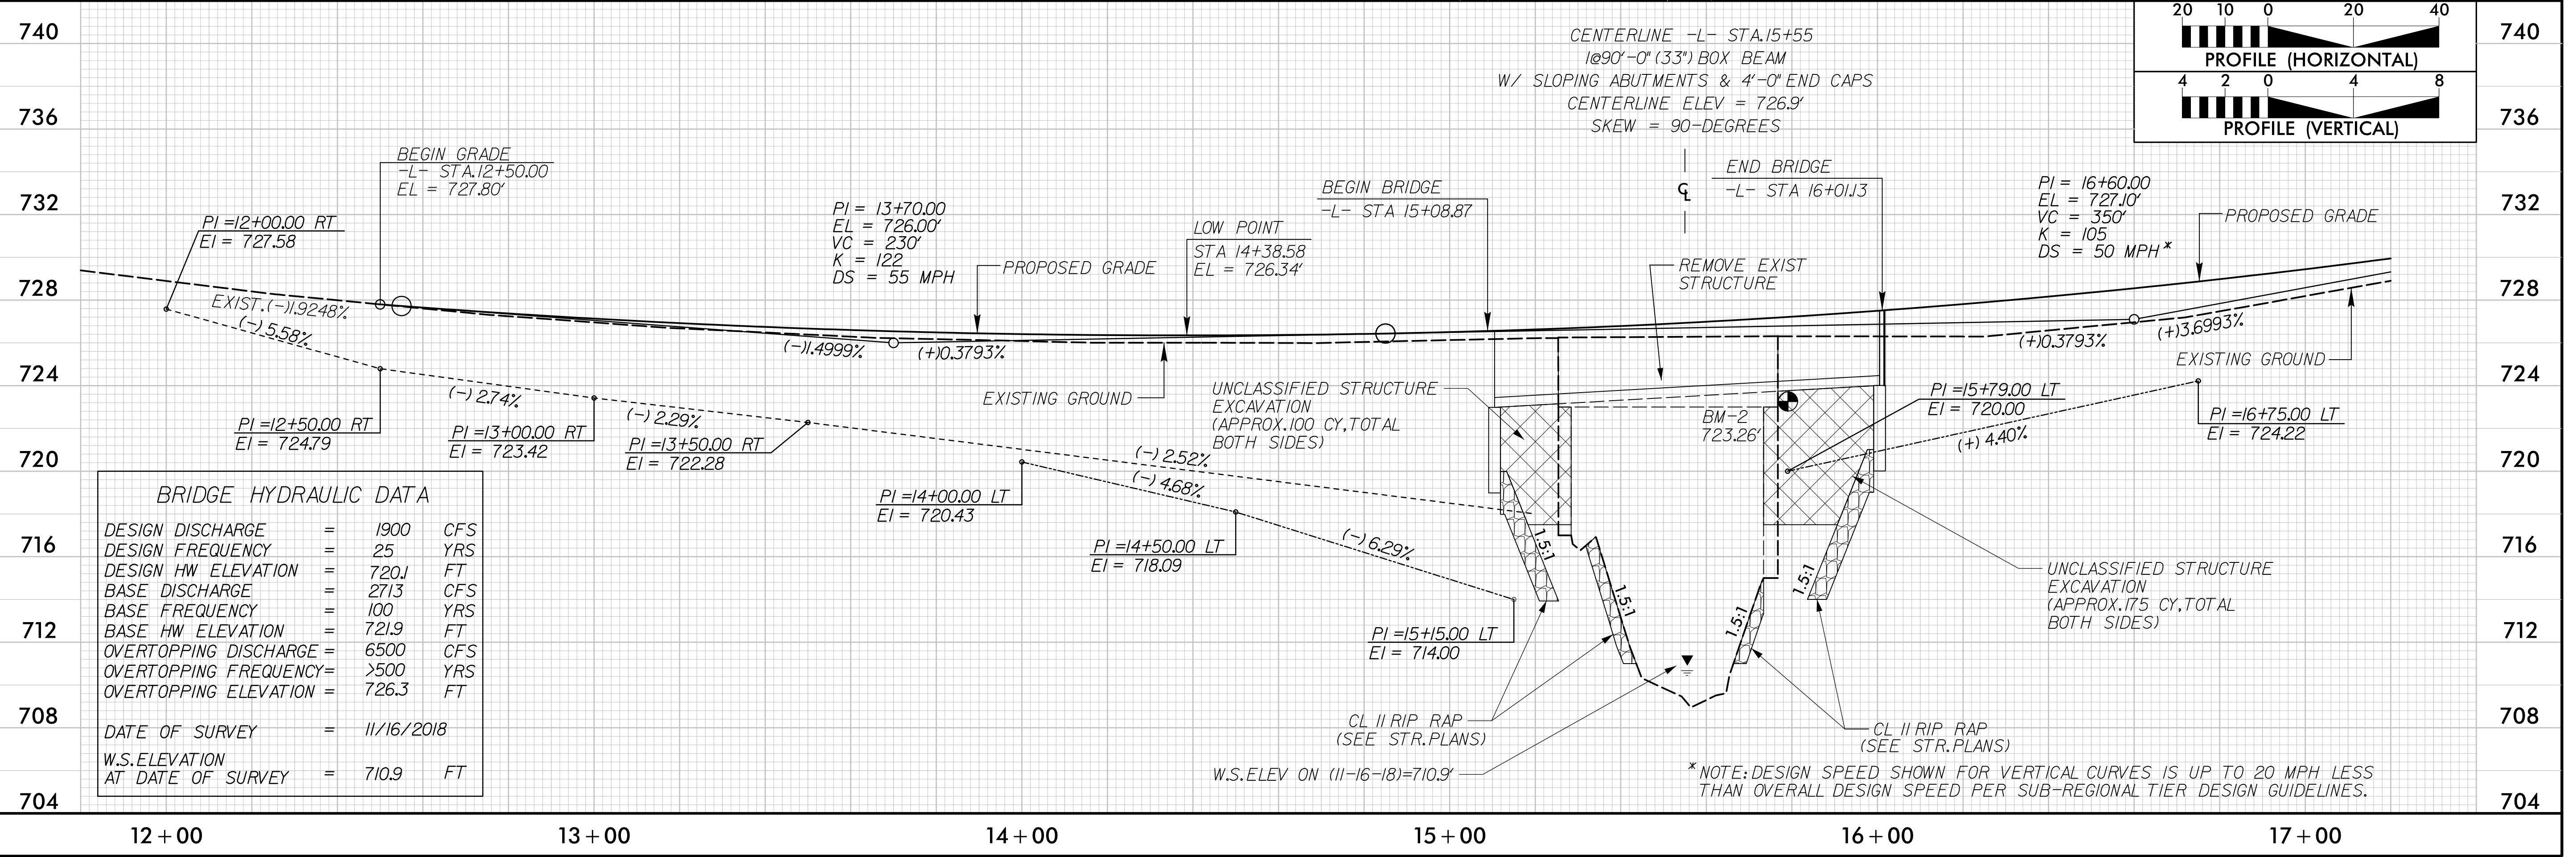 740
736
732
728
724
720
716
712
708
704
12+00
13+00
14+00
15+00
16+00
17+00
740
736
732
728
724
720
716
712
708
704
20 10 0 20 40
PROFILE (HORIZONTAL)
4 2 0 4 8
PROFILE (VERTICAL)
CENTERLINE -L- STA.15+55
1@90'-0" (33") BOX BEAM
W/ SLOPING ABUTMENTS & 4'-0" END CAPS
CENTERLINE ELEV = 726.9'
SKEW = 90-DEGREES
BEGIN GRADE
-L- STA.12+50.00
EL = 727.80'
PI =12+00.00 RT
El = 727.58
EXIST.(-)1.9248%
(-)5.58%
PI =12+50.00 RT
El = 724.79
(-)2.74%
PI =13+00.00 RT
El = 723.42
(-)2.29%
PI =13+50.00 RT
El = 722.28
PI = 13+70.00
EL = 726.00'
VC = 230'
K = 122
DS = 55 MPH
(-)1.4999%
(+)0.3793%
PROPOSED GRADE
LOW POINT
STA 14+38.58
EL = 726.34'
BEGIN BRIDGE
-L- STA 15+08.87
EXISTING GROUND
PI =14+00.00 LT
El = 720.43
(-)2.52%
(-)4.68%
PI =14+50.00 LT
El = 718.09
(-)6.29%
PI =15+15.00 LT
El = 714.00
UNCLASSIFIED STRUCTURE
EXCAVATION
(APPROX.100 CY,TOTAL
BOTH SIDES)
REMOVE EXIST
STRUCTURE
CL
END BRIDGE
-L- STA 16+01.13
BM-2
723.26'
PI =15+79.00 LT
El = 720.00
(+)4.40%
PI =16+75.00 LT
El = 724.22
PI = 16+60.00
EL = 727.10'
VC = 350'
K = 105
DS = 50 MPH*
PROPOSED GRADE
(+)0.3793%
(+)3.6993%
EXISTING GROUND
1.5:1
1.5:1
1.5:1
1.5:1
UNCLASSIFIED STRUCTURE
EXCAVATION
(APPROX.175 CY,TOTAL
BOTH SIDES)
CL II RIP RAP
(SEE STR.PLANS)
CL II RIP RAP
(SEE STR.PLANS)
W.S.ELEV ON (11-16-18)=710.9'
*NOTE: DESIGN SPEED SHOWN FOR VERTICAL CURVES IS UP TO 20 MPH LESS
THAN OVERALL DESIGN SPEED PER SUB-REGIONAL TIER DESIGN GUIDELINES.
BRIDGE HYDRAULIC DATA
DESIGN DISCHARGE = 1900 CFS
DESIGN FREQUENCY = 25 YRS
DESIGN HW ELEVATION = 720.1 FT
BASE DISCHARGE = 2713 CFS
BASE FREQUENCY = 100 YRS
BASE HW ELEVATION = 721.9 FT
OVERTOPPING DISCHARGE = 6500 CFS
OVERTOPPING FREQUENCY= >500 YRS
OVERTOPPING ELEVATION = 726.3 FT
DATE OF SURVEY = 11/16/2018
W.S.ELEVATION
AT DATE OF SURVEY = 710.9 FT